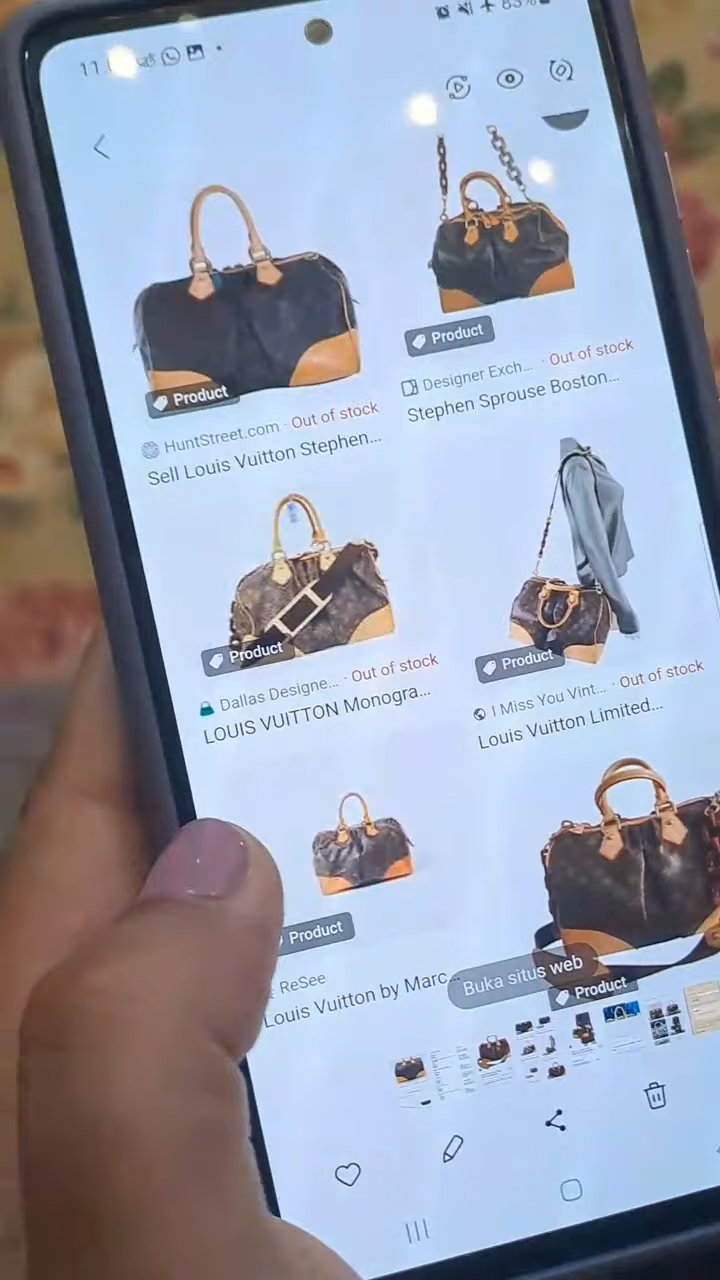 11
83%
Product
HuntStreet.com · Out of stock
Sell Louis Vuitton Stephen...
Product
Designer Exch... · Out of stock
Stephen Sprouse Boston...
Product
Dallas Designe... · Out of stock
LOUIS VUITTON Monogra...
Product
I Miss You Vint... · Out of stock
Louis Vuitton Limited...
Product
ReSee
Louis Vuitton by Marc...
Buka situs web
Product